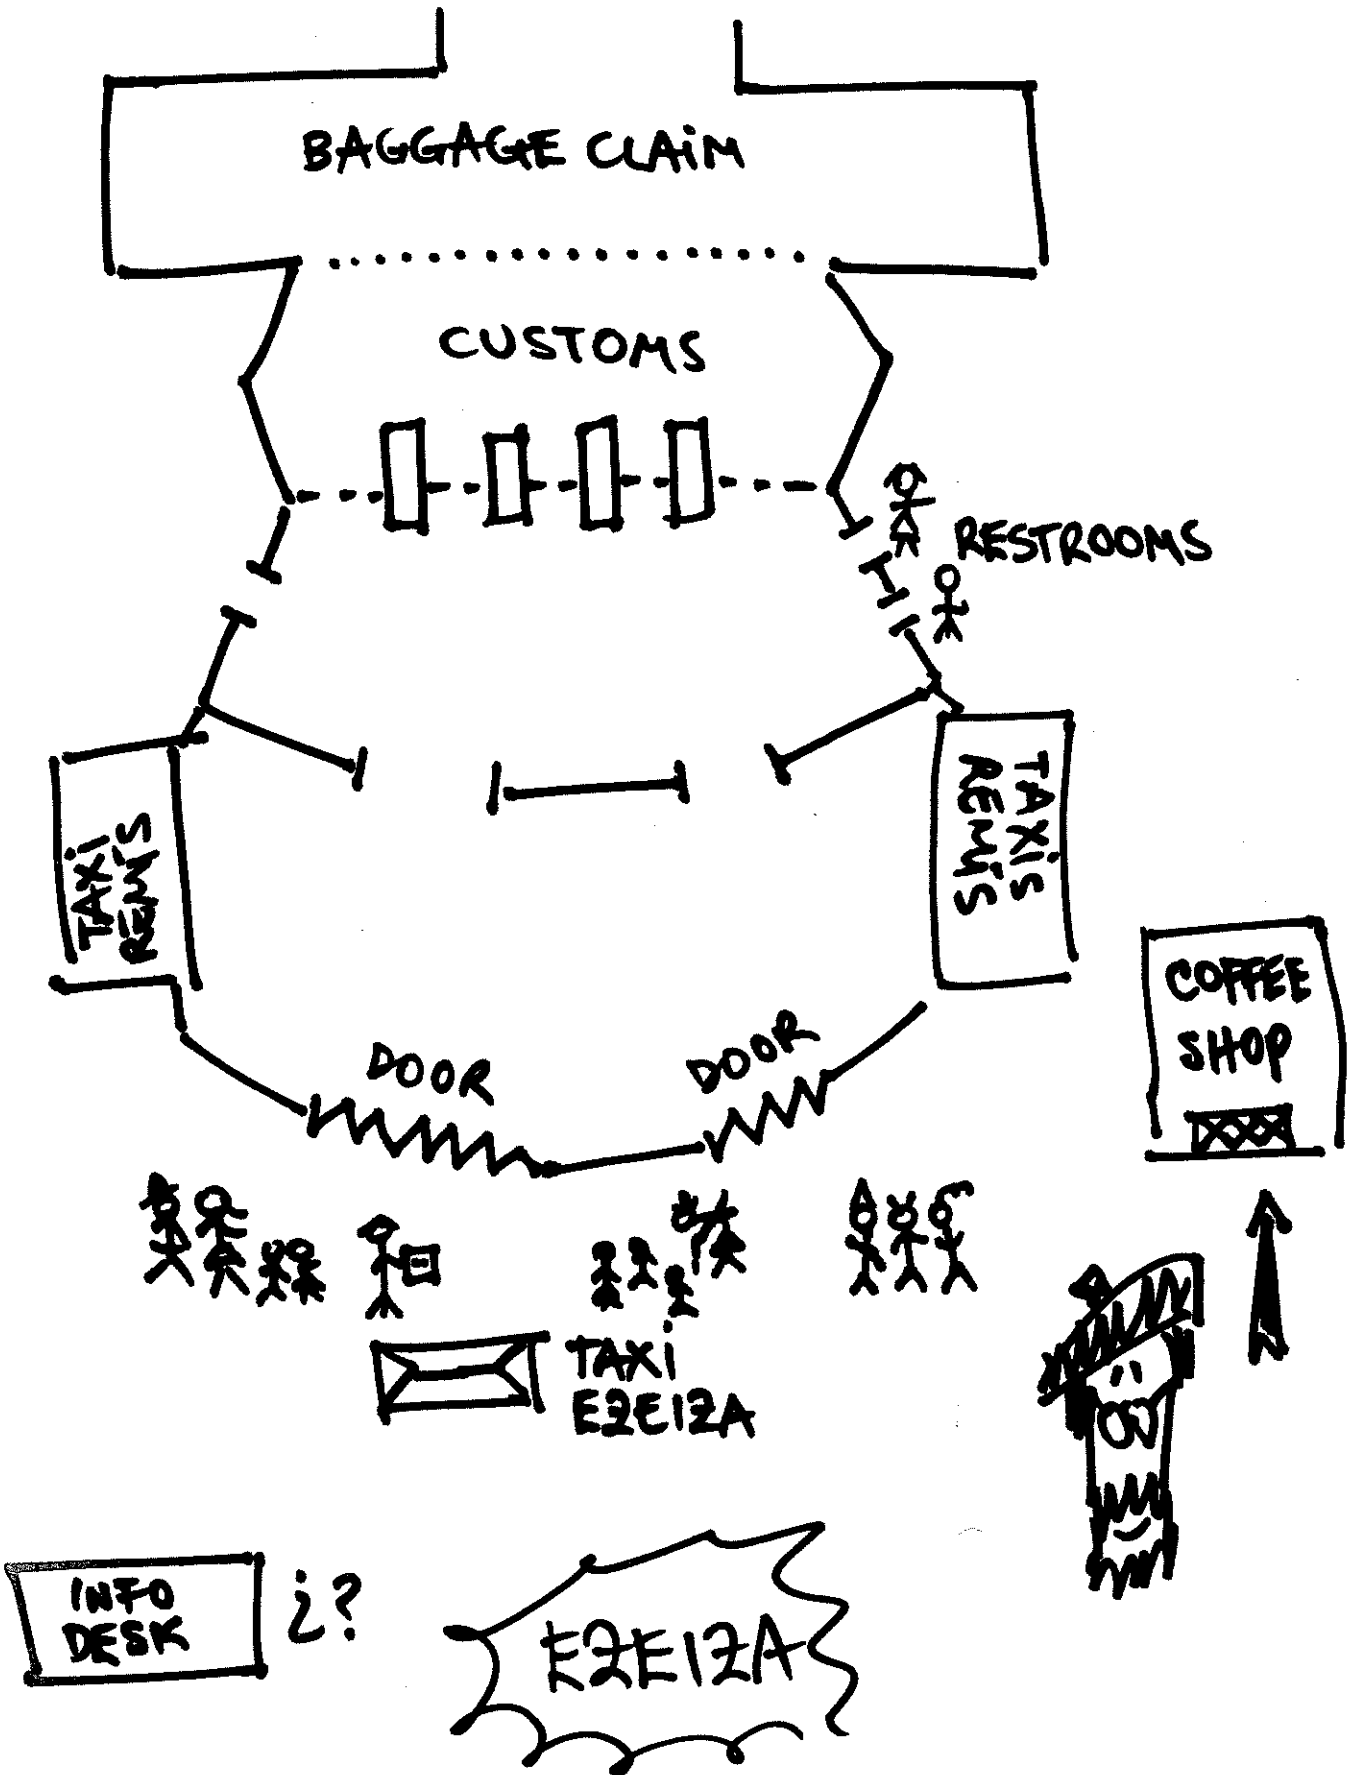 BAGGAGE CLAiM
CUSTOMS
RESTROOMS
TAXi
REMiS
TAXiS
REMiS
COFFEE
SHOP
DOOR
DOOR
TAXi
EZEIZA
INFO
DESK
¿?
EZEIZA